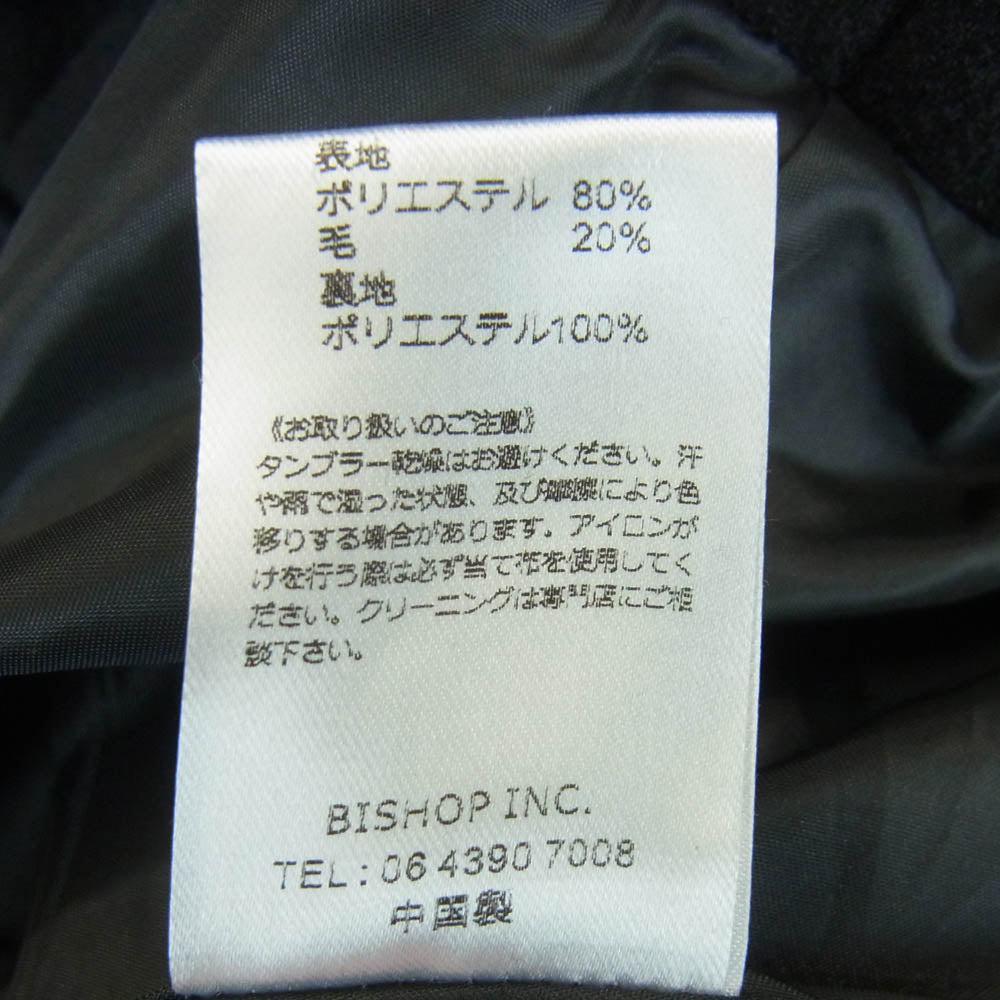 表地
ポリエステル 80%
毛 20%
裏地
ポリエステル100%
《お取り扱いのご注意》
タンブラー乾燥はお避けください。汗
や雨で湿った状態、及び摩擦により色
移りする場合があります。アイロンが
けを行う際は必ず当て布を使用してく
ださい。クリーニングは専門店にご相
談下さい。
BISHOP INC.
TEL : 06 4390 7008
中国製